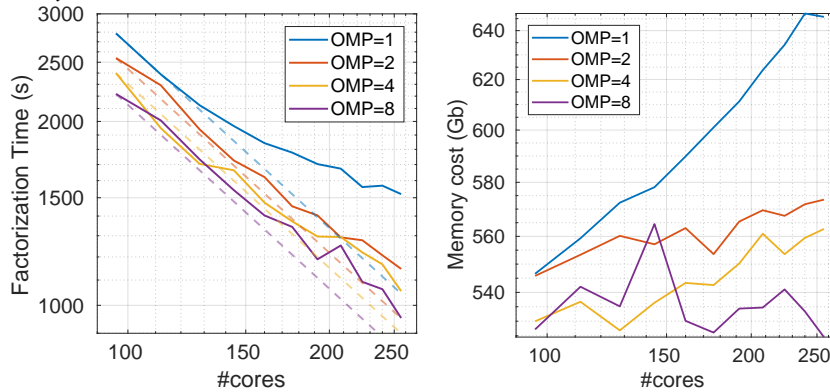 3000
2000
1500
1000
Factorization Time (s)
OMP=1
OMP=2
OMP=4
OMP=8
100
150
200
250
#cores
640
620
600
580
560
540
Memory cost (Gb)
OMP=1
OMP=2
OMP=4
OMP=8
100
150
200
250
#cores